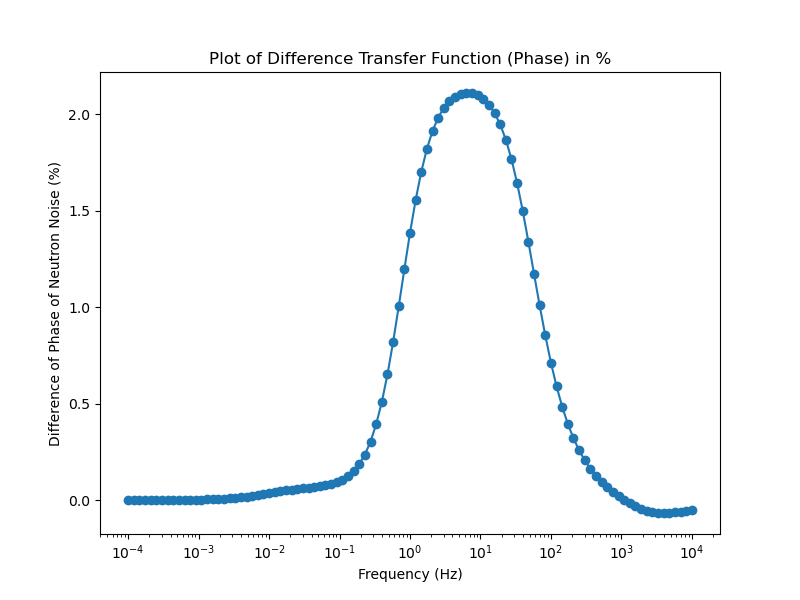 Plot of Difference Transfer Function (Phase) in %
Difference of Phase of Neutron Noise (%)
2.0
1.5
1.0
0.5
0.0
10⁻⁴ 10⁻³ 10⁻² 10⁻¹ 10⁰ 10¹ 10² 10³ 10⁴
Frequency (Hz)